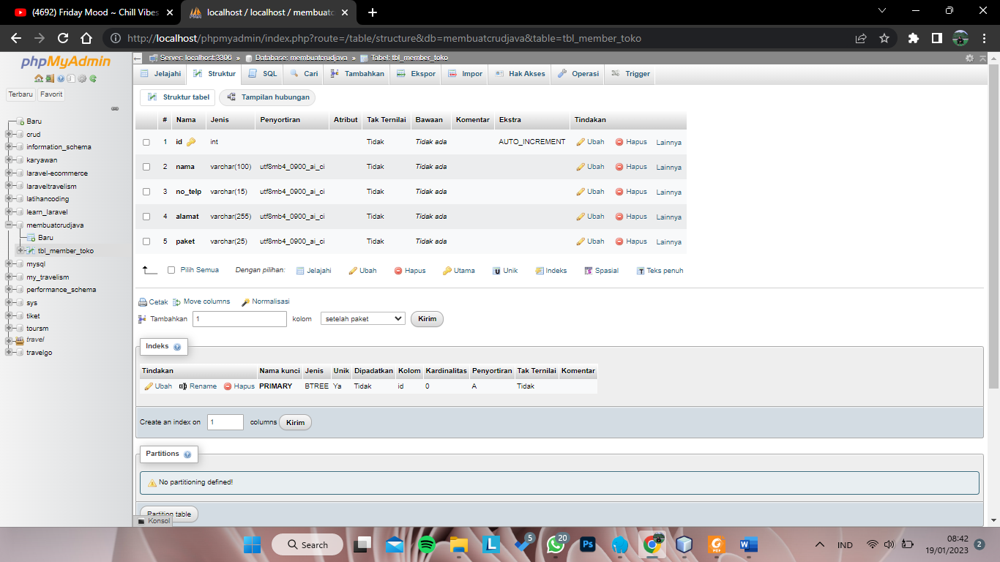 (4692) Friday Mood ~ Chill Vibes
localhost / localhost / membuatc
http://localhost/phpmyadmin/index.php?route=/table/structure&db=membuatcrudjava&table=tbl_member_toko
phpMyAdmin
Terbaru Favorit
Baru
crud
information_schema
karyawan
laravel-ecommerce
laraveltravelism
latihancoding
learn_laravel
membuatcrudjava
Baru
tbl_member_toko
mysql
my_travelism
performance_schema
sys
tiket
toursm
travel
travelgo
Server: localhost:3306 » Database: membuatcrudjava » Tabel: tbl_member_toko
Jelajahi Struktur SQL Cari Tambahkan Ekspor Impor Hak Akses Operasi Trigger
Struktur tabel Tampilan hubungan
# Nama Jenis Penyortiran Atribut Tak Ternilai Bawaan Komentar Ekstra Tindakan
1 id int Tidak Tidak ada AUTO_INCREMENT Ubah Hapus Lainnya
2 nama varchar(100) utf8mb4_0900_ai_ci Tidak Tidak ada Ubah Hapus Lainnya
3 no_telp varchar(15) utf8mb4_0900_ai_ci Tidak Tidak ada Ubah Hapus Lainnya
4 alamat varchar(255) utf8mb4_0900_ai_ci Tidak Tidak ada Ubah Hapus Lainnya
5 paket varchar(25) utf8mb4_0900_ai_ci Tidak Tidak ada Ubah Hapus Lainnya
Pilih Semua Dengan pilihan: Jelajahi Ubah Hapus Utama Unik Indeks Spasial Teks penuh
Cetak Move columns Normalisasi
Tambahkan 1 kolom setelah paket Kirim
Indeks
Tindakan Nama kunci Jenis Unik Dipadatkan Kolom Kardinalitas Penyortiran Tak Ternilai Komentar
Ubah Rename Hapus PRIMARY BTREE Ya Tidak id 0 A Tidak
Create an index on 1 columns Kirim
Partitions
No partitioning defined!
Partition table
Konsol
Search
5
20
Ps
L
PDF
W
IND
08:42
19/01/2023
2